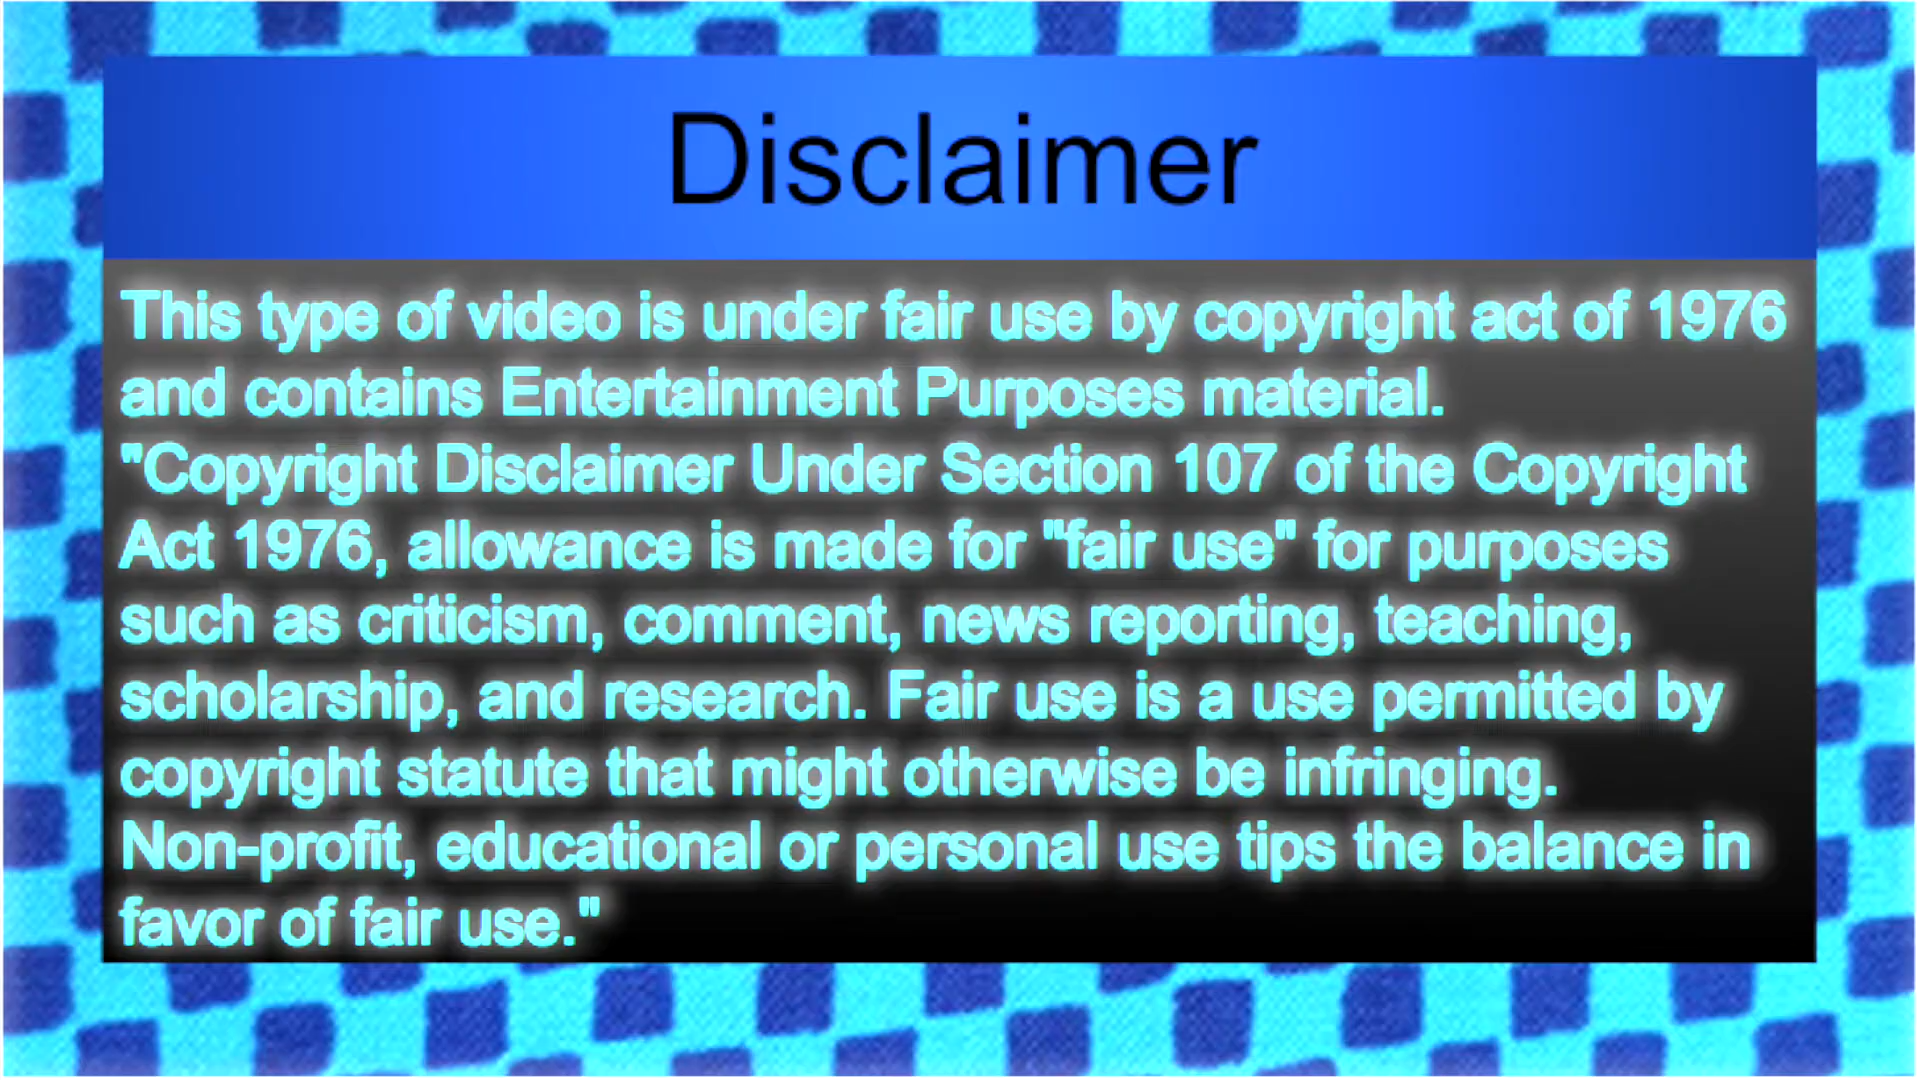 Disclaimer
This type of video is under fair use by copyright act of 1976
and contains Entertainment Purposes material.
"Copyright Disclaimer Under Section 107 of the Copyright
Act 1976, allowance is made for "fair use" for purposes
such as criticism, comment, news reporting, teaching,
scholarship, and research. Fair use is a use permitted by
copyright statute that might otherwise be infringing.
Non-profit, educational or personal use tips the balance in
favor of fair use."